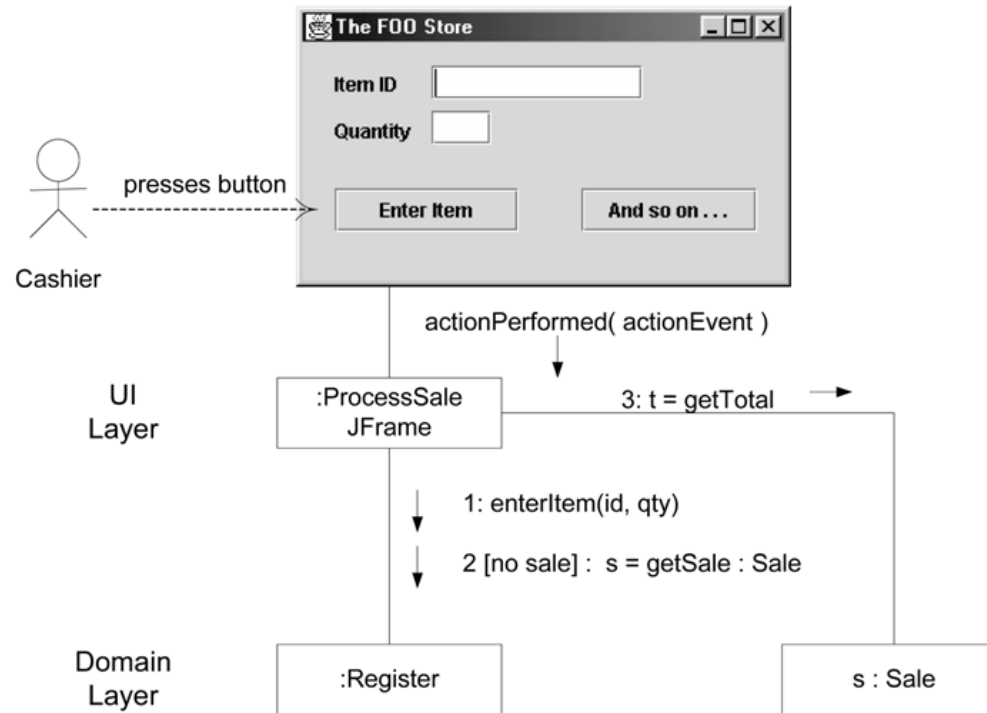 The FOO Store
Item ID
Quantity
presses button
Enter Item
And so on . . .
Cashier
actionPerformed( actionEvent )
UI
Layer
:ProcessSale
JFrame
3: t = getTotal
1: enterItem(id, qty)
2 [no sale] : s = getSale : Sale
Domain
Layer
:Register
s : Sale